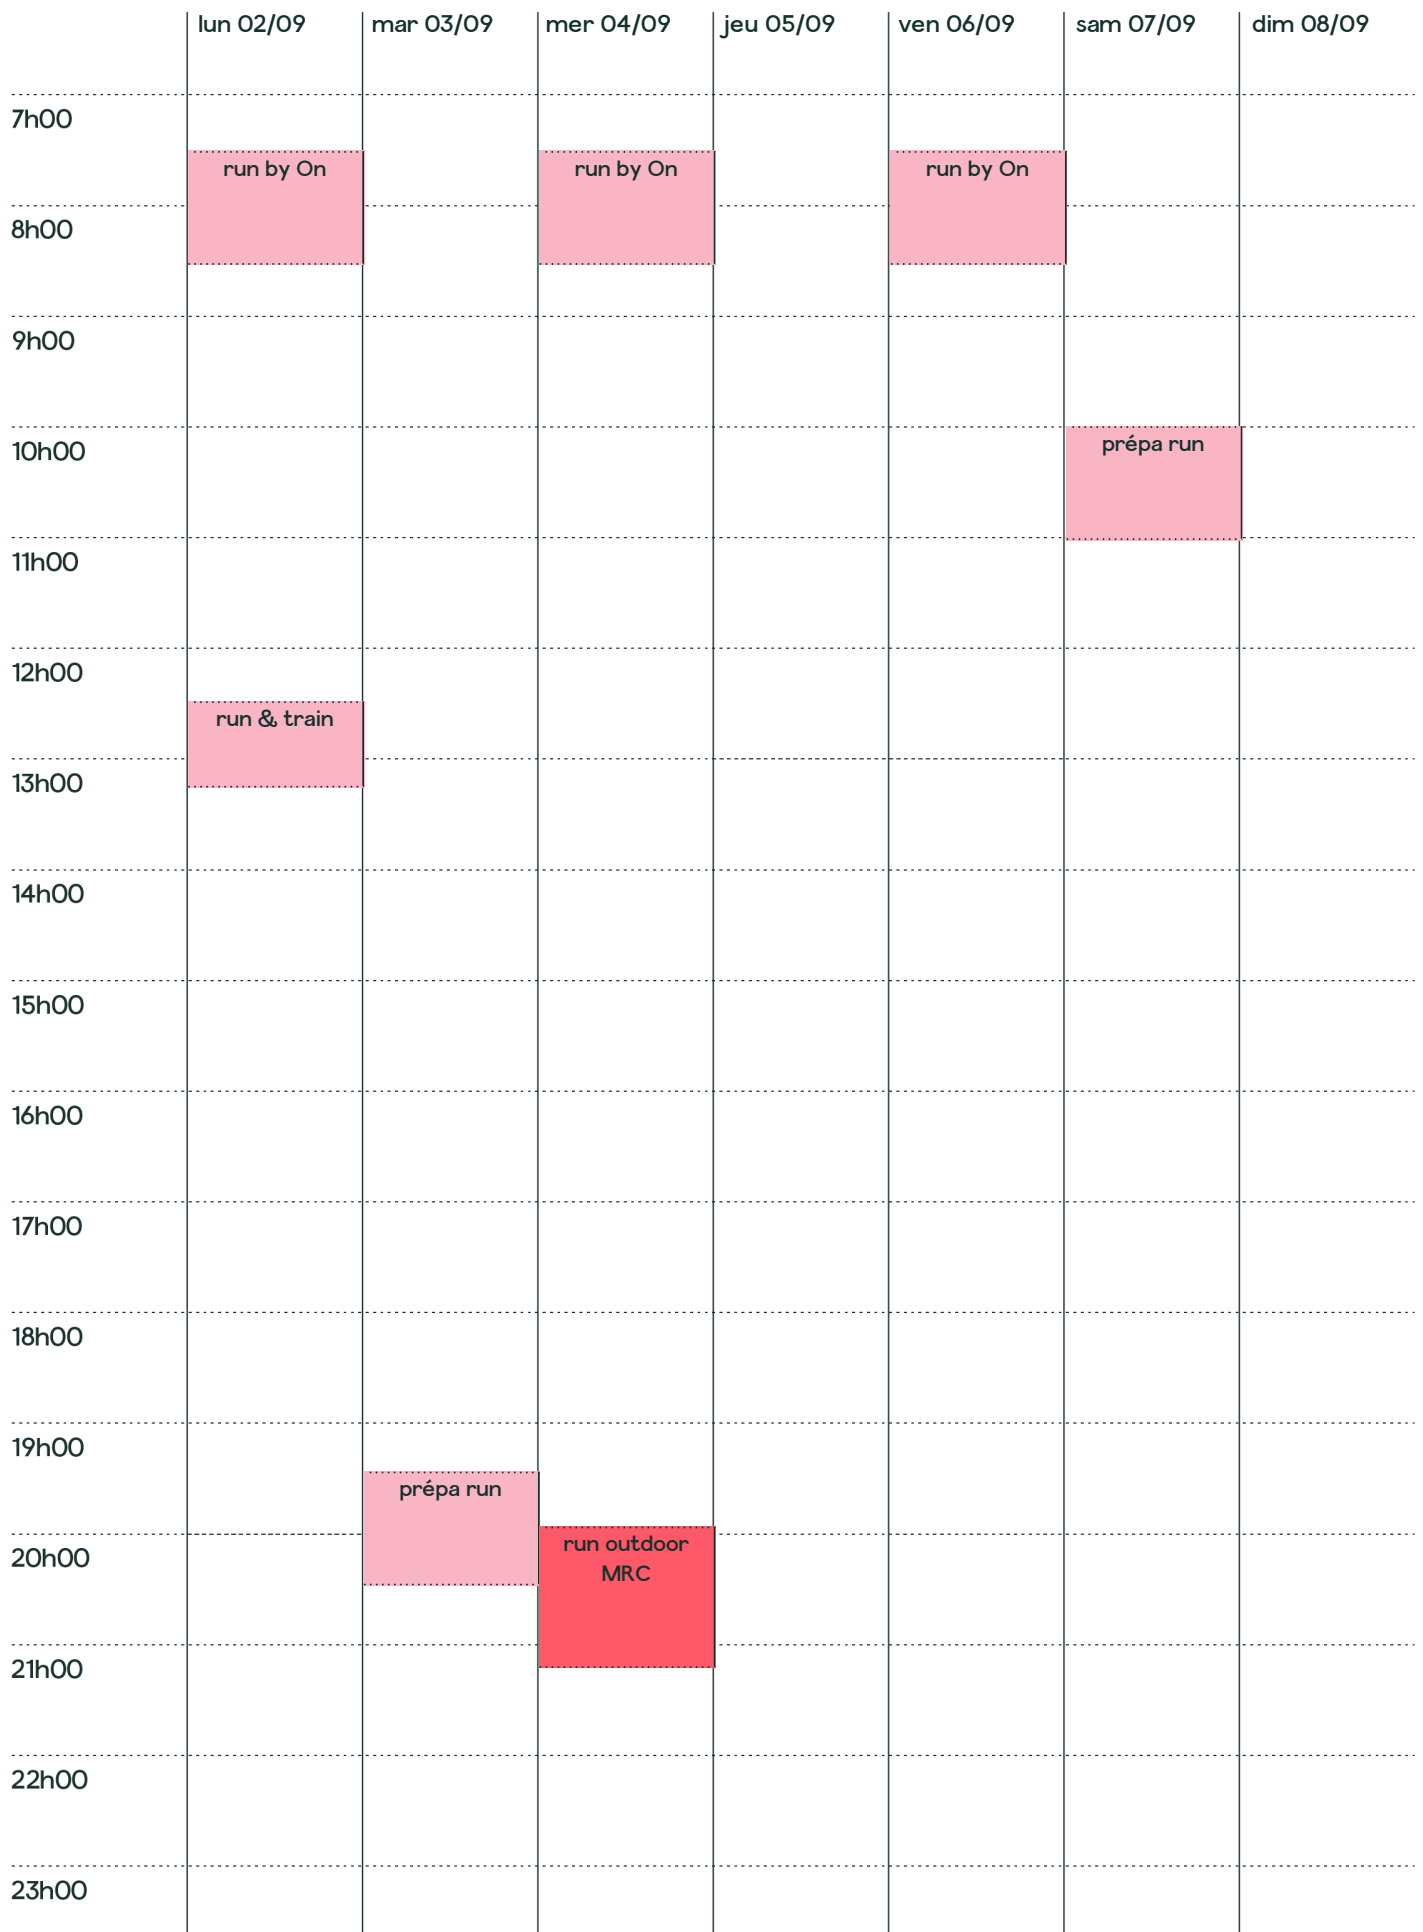 lun 02/09
mar 03/09
mer 04/09
jeu 05/09
ven 06/09
sam 07/09
dim 08/09
7h00
run by On
run by On
run by On
8h00
9h00
10h00
prépa run
11h00
12h00
run & train
13h00
14h00
15h00
16h00
17h00
18h00
19h00
prépa run
run outdoor
MRC
20h00
21h00
22h00
23h00